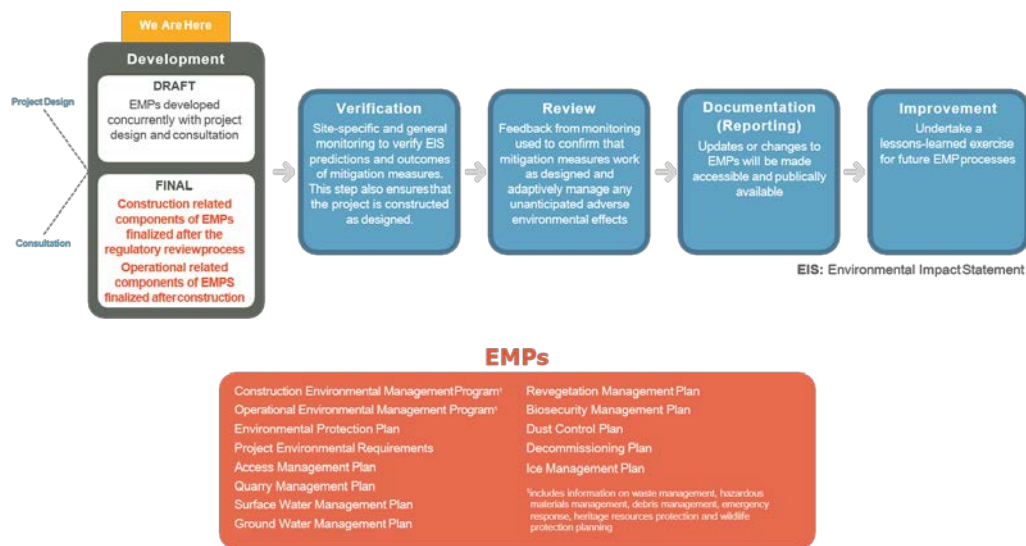 We Are Here
Development
DRAFT
EMPs developed
concurrently with project
design and consultation
FINAL
Construction related
components of EMPs
finalized after the
regulatory reviewprocess
Operational related
components of EMPS
finalized afterconstruction
Project Design
Consultation
Verification
Site-specific and general
monitoring to verify EIS
predictions and outcomes
of mitigation measures.
This step also ensures that
the project is constructed
as designed.
Review
Feedback from monitoring
used to confirm that
mitigation measures work
as designed and
adaptively manage any
unanticipated adverse
environmental effects
Documentation
(Reporting)
Updates or changes to
EMPs will be made
accessible and publically
available
Improvement
Undertake a
lessons-learned exercise
for future EMP processes
EIS: Environmental Impact Statement
EMPs
Construction Environmental Management Program¹
Operational Environmental Management Program¹
Environmental Protection Plan
Project Environmental Requirements
Access Management Plan
Quarry Management Plan
Surface Water Management Plan
Ground Water Management Plan
Revegetation Management Plan
Biosecurity Management Plan
Dust Control Plan
Decommissioning Plan
Ice Management Plan
¹includes information on waste management, hazardous
materials management, debris management, emergency
response, heritage resources protection and wildlife
protection planning